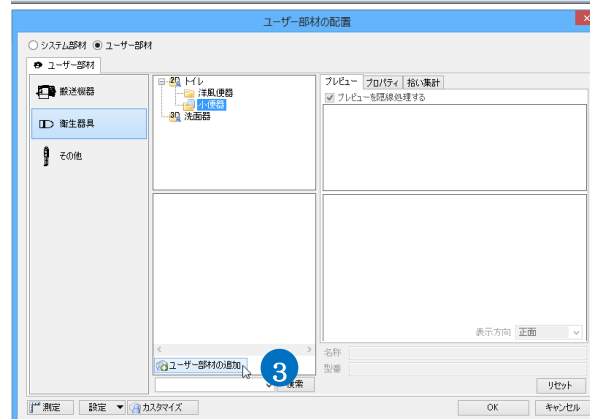 ユーザー部材の配置
システム部材 ユーザー部材
ユーザー部材
搬送機器
衛生器具
その他
2D トイレ
洋風便器
小便器
3D 洗面器
プレビュー プロパティ 拾い集計
プレビューを隠線処理する
表示方向 正面
ユーザー部材の追加
3
検索
名称
型番
リセット
測定 設定 カスタマイズ
OK キャンセル